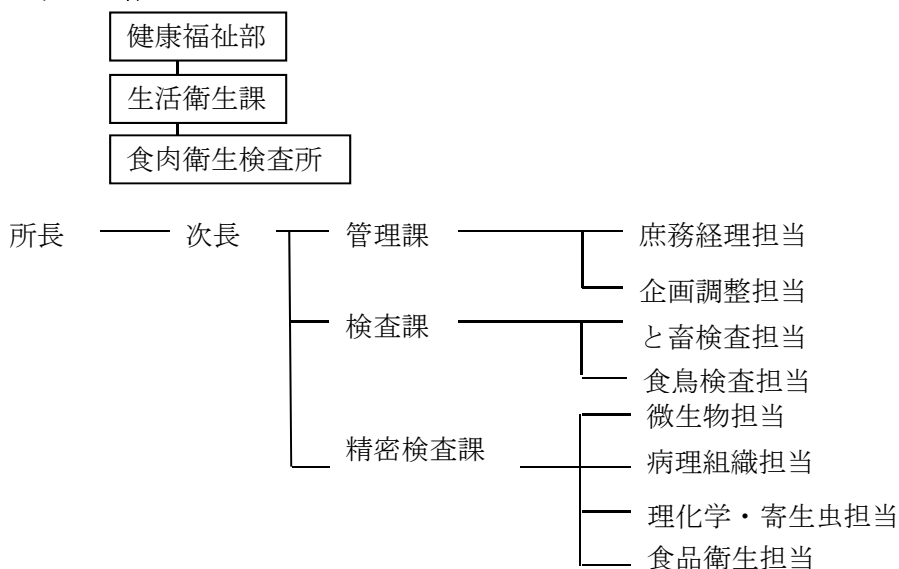 健康福祉部
生活衛生課
食肉衛生検査所
所長 次長 管理課 庶務経理担当
企画調整担当
検査課 と畜検査担当
食鳥検査担当
微生物担当
精密検査課 病理組織担当
理化学・寄生虫担当
食品衛生担当